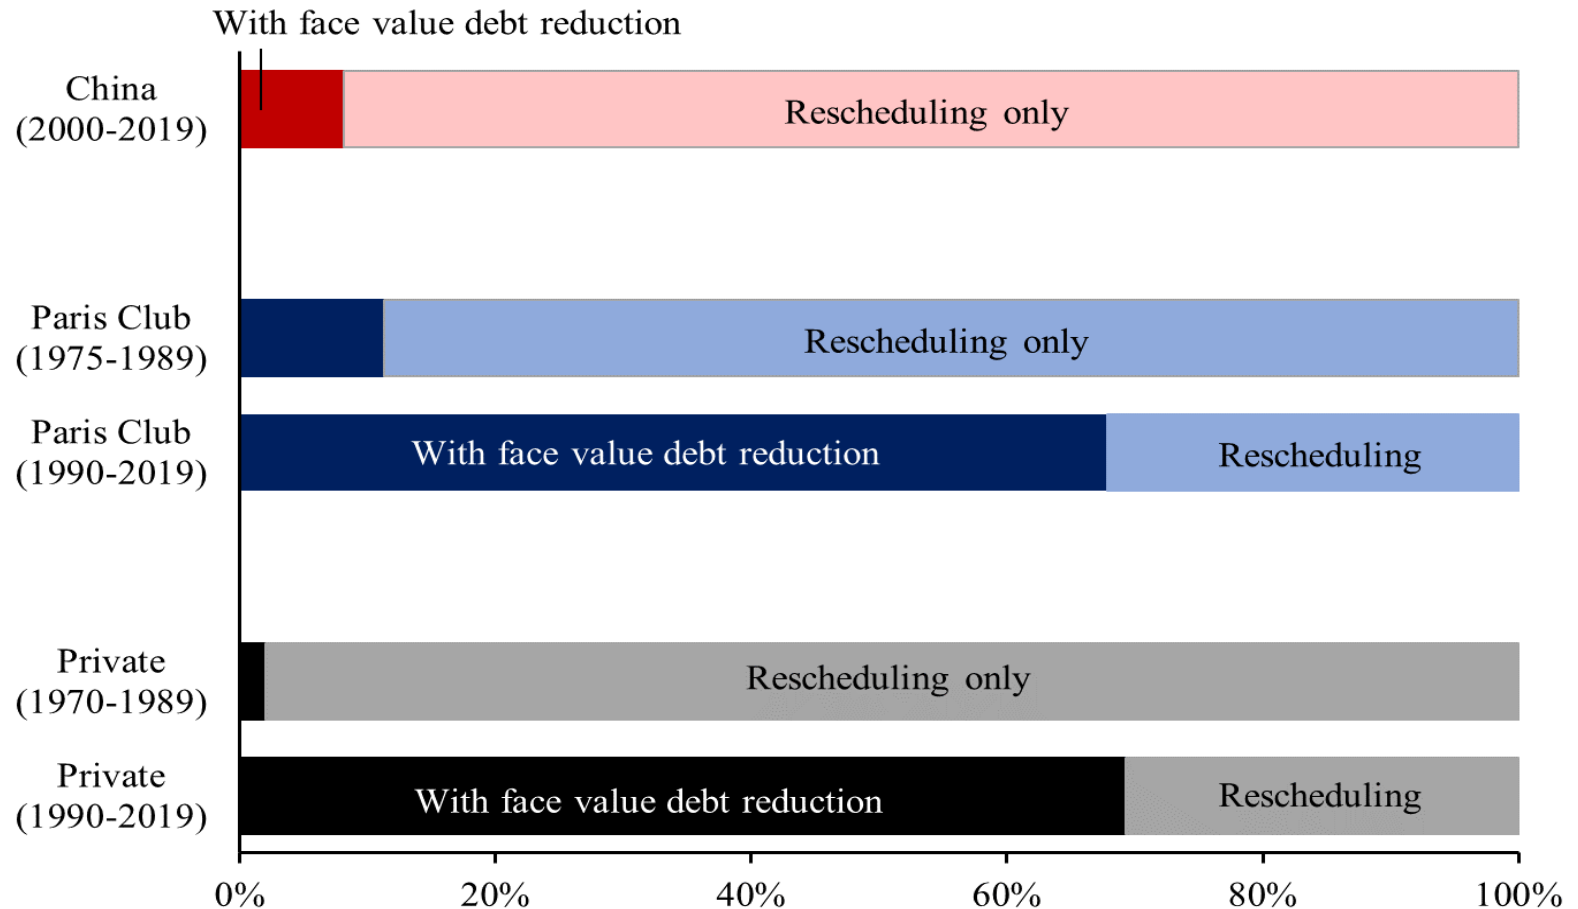 With face value debt reduction
China
(2000-2019)
Rescheduling only
Paris Club
(1975-1989)
Rescheduling only
Paris Club
(1990-2019)
With face value debt reduction
Rescheduling
Private
(1970-1989)
Rescheduling only
Private
(1990-2019)
With face value debt reduction
Rescheduling
0% 20% 40% 60% 80% 100%